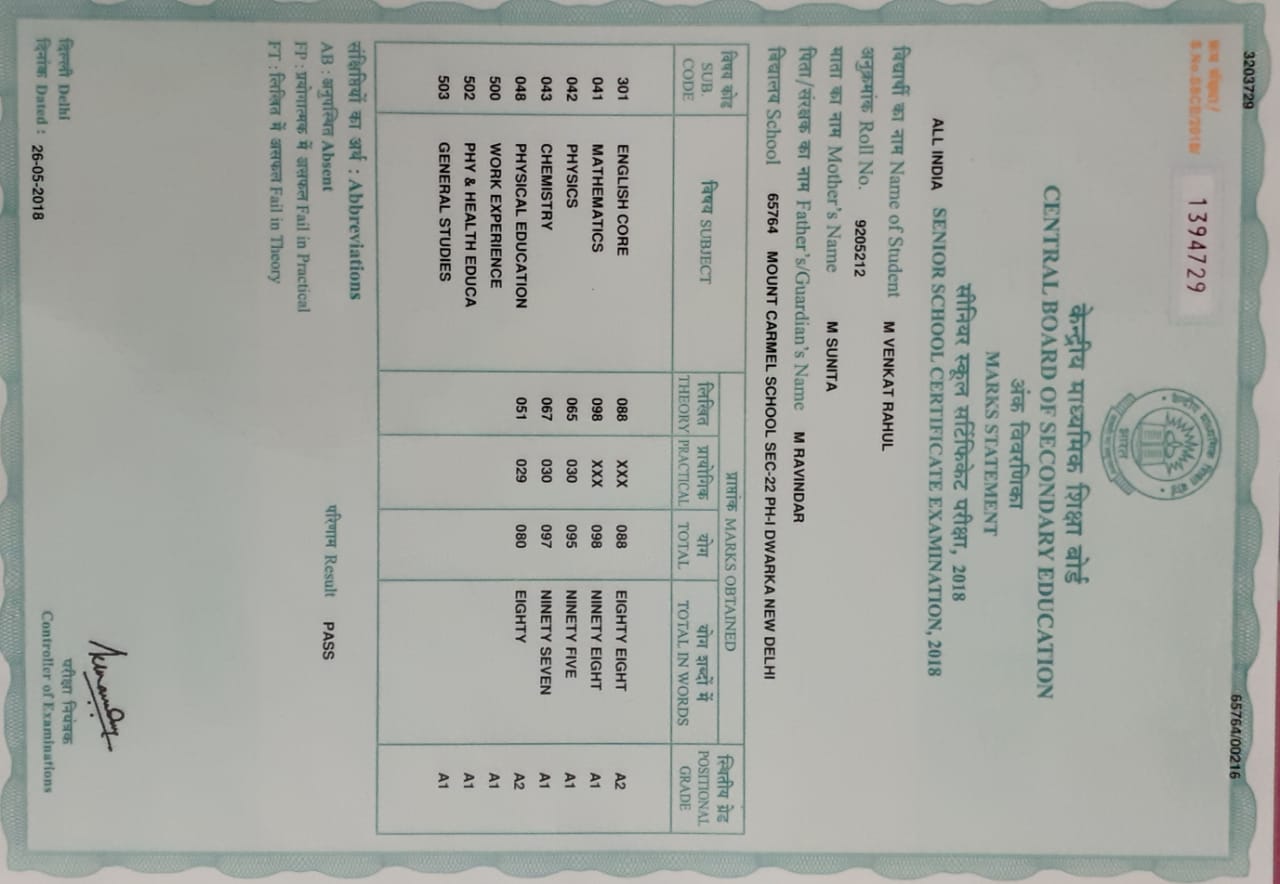 3203729
65764/00216
क्रम संख्या/
S.No.SSCE/2018/ 1394729
भारत
केन्द्रीय माध्यमिक शिक्षा बोर्ड
CENTRAL BOARD OF SECONDARY EDUCATION
अंक विवरणिका
MARKS STATEMENT
सीनियर स्कूल सर्टिफिकेट परीक्षा, 2018
ALL INDIA SENIOR SCHOOL CERTIFICATE EXAMINATION, 2018
विद्यार्थी का नाम Name of Student M VENKAT RAHUL
अनुक्रमांक Roll No. 9205212
माता का नाम Mother's Name M SUNITA
पिता/संरक्षक का नाम Father's/Guardian's Name M RAVINDAR
विद्यालय School 65764 MOUNT CARMEL SCHOOL SEC-22 PH-I DWARKA NEW DELHI
विषय कोड SUB. CODE विषय SUBJECT प्राप्तांक MARKS OBTAINED स्थितीय ग्रेड POSITIONAL GRADE
लिखित THEORY प्रायोगिक PRACTICAL योग TOTAL योग शब्दों में TOTAL IN WORDS
301 ENGLISH CORE 088 XXX 088 EIGHTY EIGHT A2
041 MATHEMATICS 098 XXX 098 NINETY EIGHT A1
042 PHYSICS 065 030 095 NINETY FIVE A1
043 CHEMISTRY 067 030 097 NINETY SEVEN A1
048 PHYSICAL EDUCATION 051 029 080 EIGHTY A2
500 WORK EXPERIENCE A1
502 PHY & HEALTH EDUCA A1
503 GENERAL STUDIES A1
संक्षिप्तियों का अर्थ : Abbreviations
AB : अनुपस्थित Absent
परिणाम Result PASS
FP : प्रयोगात्मक में असफल Fail in Practical
FT : लिखित में असफल Fail in Theory
दिल्ली Delhi
दिनांक Dated : 26-05-2018
परीक्षा नियंत्रक
Controller of Examinations